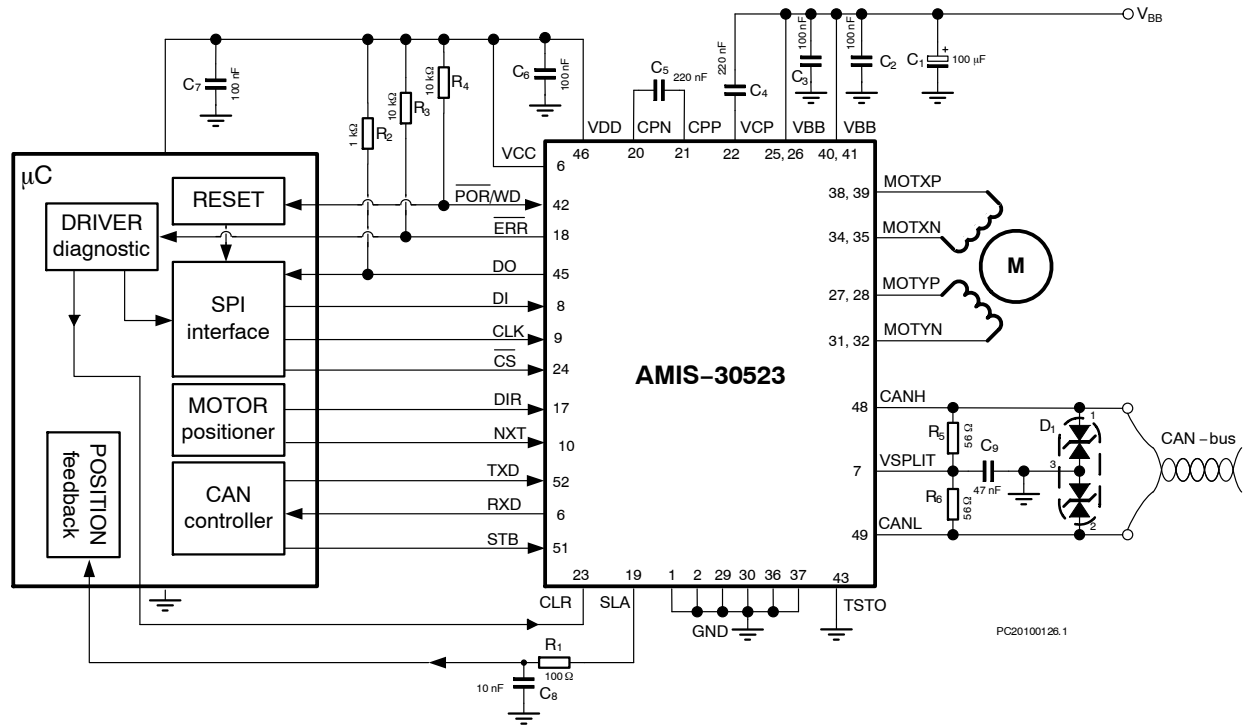 V_BB
C7
100 nF
C6
100 nF
R4
10 kΩ
R3
10 kΩ
R2
1 kΩ
C5
220 nF
C4
220 nF
C3
100 nF
C2
100 nF
C1
+
100 µF
VDD
CPN
CPP
VCP
VBB
VBB
VCC
46
20
21
22
25, 26
40, 41
6
µC
RESET
DRIVER
diagnostic
SPI
interface
MOTOR
positioner
CAN
controller
POSITION
feedback
POR/WD
42
ERR
18
DO
45
DI
8
CLK
9
CS
24
DIR
17
NXT
10
TXD
52
RXD
6
STB
51
AMIS–30523
MOTXP
38, 39
MOTXN
34, 35
MOTYP
27, 28
MOTYN
31, 32
M
CANH
48
VSPLIT
7
CANL
49
R5
56 Ω
R6
56 Ω
C9
47 nF
D1
1
3
2
CAN–bus
23
19
1
2
29
30
36
37
43
CLR
SLA
GND
TSTO
R1
100 Ω
10 nF
C8
PC20100126.1